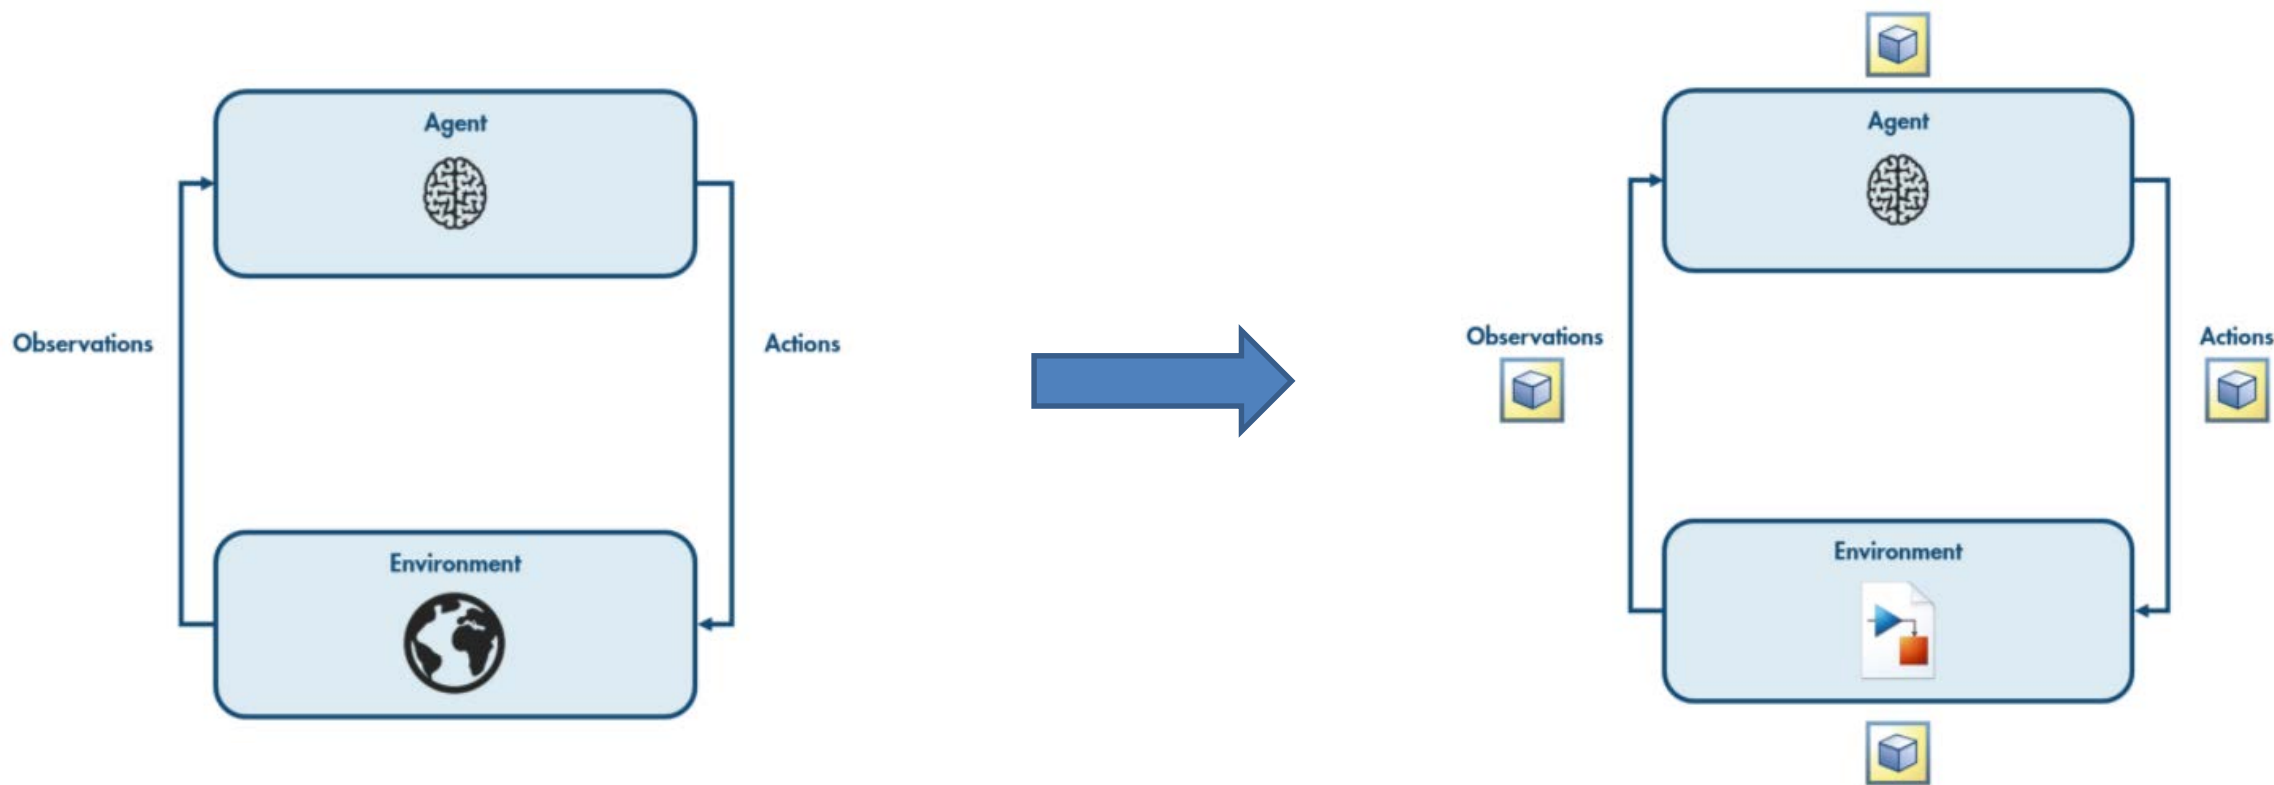 Agent
Observations
Actions
Environment
Agent
Observations
Actions
Environment